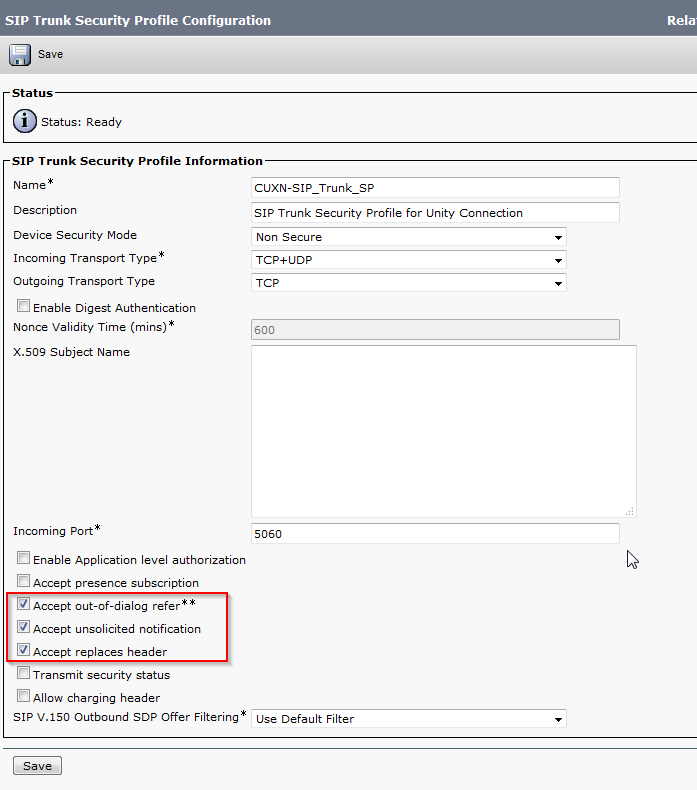 SIP Trunk Security Profile Configuration Rela
Save
Status
Status: Ready
SIP Trunk Security Profile Information
Name* CUXN-SIP_Trunk_SP
Description SIP Trunk Security Profile for Unity Connection
Device Security Mode Non Secure
Incoming Transport Type* TCP+UDP
Outgoing Transport Type TCP
Enable Digest Authentication
Nonce Validity Time (mins)* 600
X.509 Subject Name
Incoming Port* 5060
Enable Application level authorization
Accept presence subscription
Accept out-of-dialog refer**
Accept unsolicited notification
Accept replaces header
Transmit security status
Allow charging header
SIP V.150 Outbound SDP Offer Filtering* Use Default Filter
Save